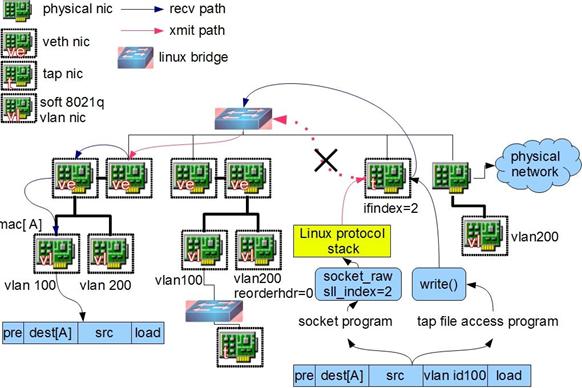 physical nic
recv path
xmit path
veth nic
linux bridge
tap nic
soft 8021q
vlan nic
ve
t
vl
physical
network
ve
ve
ve
ve
t
ifindex=2
mac[ A]
vl
vl
vl
vl
vl
vlan200
Linux protocol
stack
vlan 100
vlan 200
vlan100
vlan200
reorderhdr=0
socket_raw
sll_index=2
write()
t
socket program
tap file access program
pre
dest[A]
src
load
pre
dest[A]
src
vlan id100
load